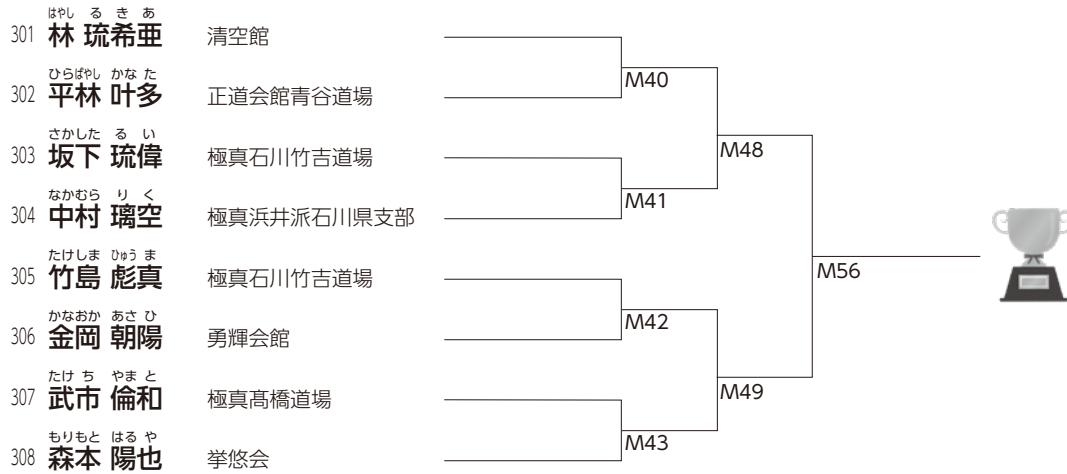 はやし るきあ
301 林 琉希亜 清空館
ひらばやし かなた
302 平林 叶多 正道会館青谷道場
M40
さかした るい
303 坂下 琉偉 極真石川竹吉道場
M48
なかむら りく
304 中村 璃空 極真浜井派石川県支部
M41
たけしま ひゅうま
305 竹島 彪真 極真石川竹吉道場
M56
かなおか あさひ
306 金岡 朝陽 勇輝会館
M42
たけち やまと
307 武市 倫和 極真髙橋道場
M49
もりもと はるや
308 森本 陽也 挙悠会
M43